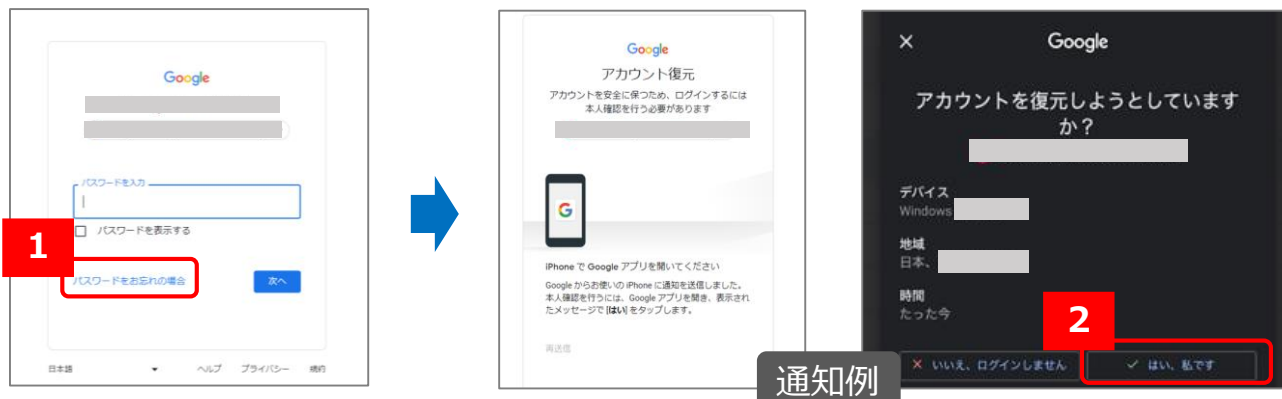 Google
パスワードを入力
パスワードを表示する
1
パスワードをお忘れの場合
次へ
日本語
ヘルプ
プライバシー
規約
Google
アカウント復元
アカウントを安全に保つため、ログインするには
本人確認を行う必要があります
G
iPhone で Google アプリを開いてください
Google からお使いの iPhone に通知を送信しました。
本人確認を行うには、Google アプリを開き、表示され
たメッセージで [はい] をタップします。
再送信
通知例
×
Google
アカウントを復元しようとしています
か？
デバイス
Windows
地域
日本、
時間
たった今
2
× いいえ、ログインしません
✓ はい、私です